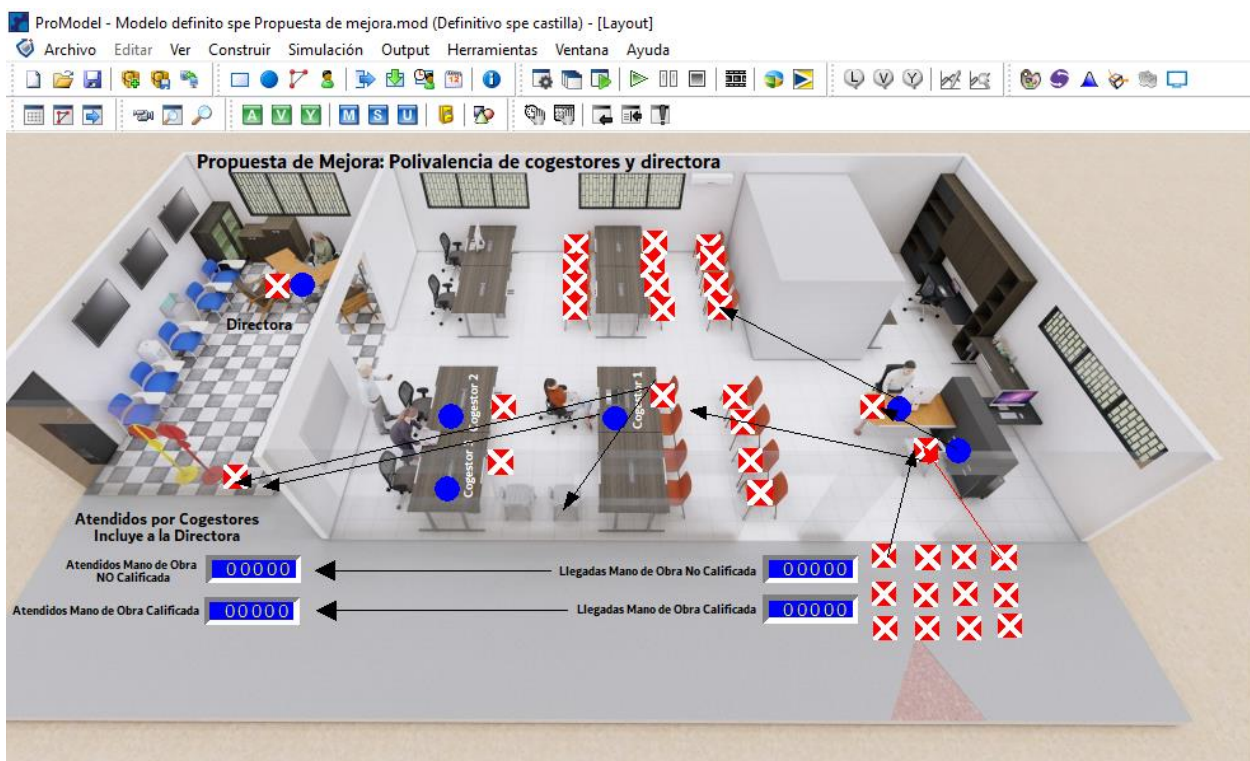 ProModel - Modelo definito spe Propuesta de mejora.mod (Definitivo spe castilla) - [Layout]
Archivo Editar Ver Construir Simulación Output Herramientas Ventana Ayuda
A V Y M S U
Propuesta de Mejora: Polivalencia de cogestores y directora
Directora
Cogestor 2
Cogestor 1
Cogestor
Atendidos por Cogestores
Incluye a la Directora
Atendidos Mano de Obra
NO Calificada
00000
Llegadas Mano de Obra No Calificada
00000
Atendidos Mano de Obra Calificada
00000
Llegadas Mano de Obra Calificada
00000